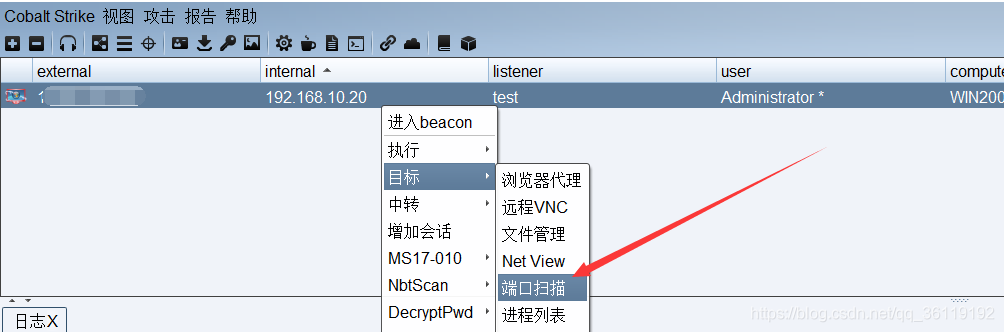 Cobalt Strike 视图 攻击 报告 帮助
external internal listener user compute
192.168.10.20 test Administrator * WIN200
进入beacon
执行
目标
中转
增加会话
MS17-010
NbtScan
DecryptPwd
浏览器代理
远程VNC
文件管理
Net View
端口扫描
进程列表
日志X
https://blog.csdn.net/qq_36119192